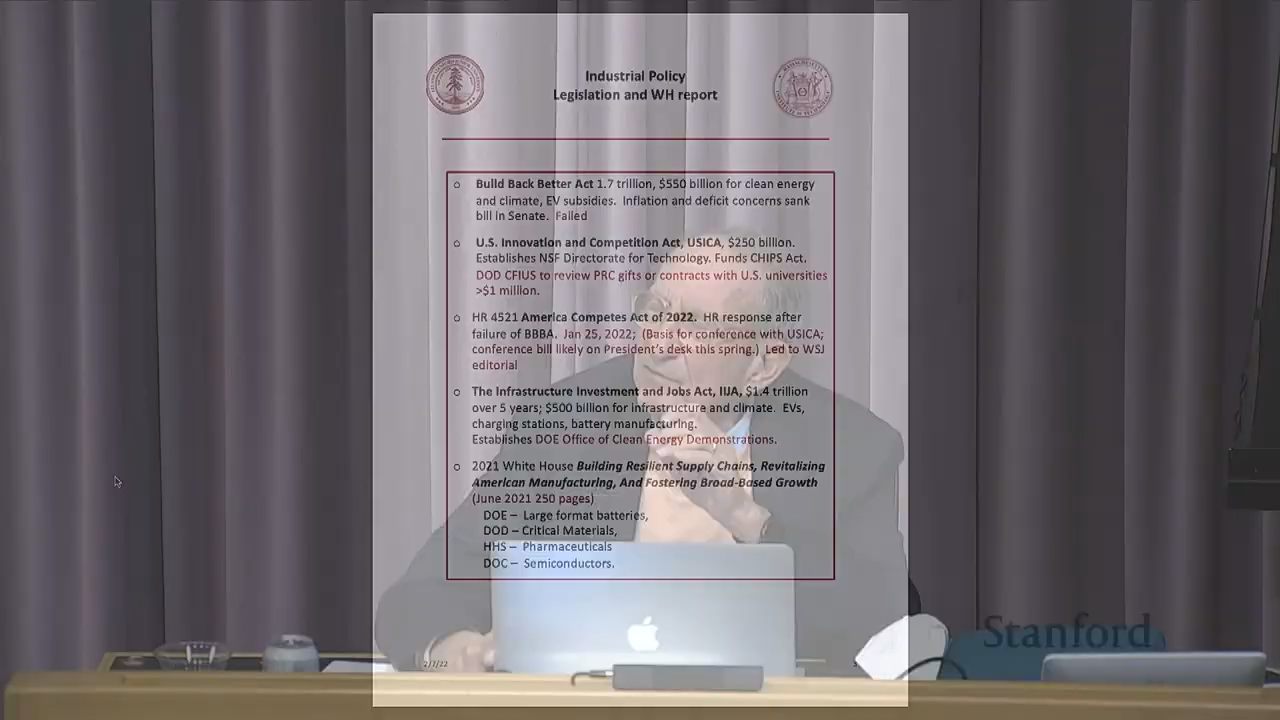 Industrial Policy
Legislation and WH report
o Build Back Better Act 1.7 trillion, $550 billion for clean energy
and climate, EV subsidies. Inflation and deficit concerns sank
bill in Senate. Failed
o U.S. Innovation and Competition Act, USICA, $250 billion.
Establishes NSF Directorate for Technology. Funds CHIPS Act.
DOD CFIUS to review PRC gifts or contracts with U.S. universities
>$1 million.
o HR 4521 America Competes Act of 2022. HR response after
failure of BBBA. Jan 25, 2022; (Basis for conference with USICA;
conference bill likely on President's desk this spring.) Led to WSJ
editorial
o The Infrastructure Investment and Jobs Act, IIJA, $1.4 trillion
over 5 years; $500 billion for infrastructure and climate. EVs,
charging stations, battery manufacturing.
Establishes DOE Office of Clean Energy Demonstrations.
o 2021 White House Building Resilient Supply Chains, Revitalizing
American Manufacturing, And Fostering Broad-Based Growth
(June 2021 250 pages)
DOE – Large format batteries,
DOD – Critical Materials,
HHS – Pharmaceuticals
DOC – Semiconductors.
2/7/22
Stanford